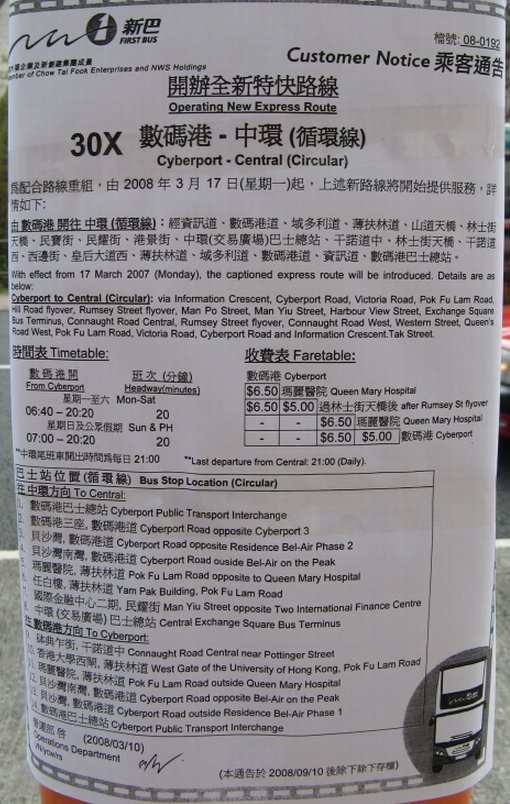 新巴
FIRST BUS
檔號: 08-0192
Member of Chow Tai Fook Enterprises and NWS Holdings
Customer Notice 乘客通告
開辦全新特快路線
Operating New Express Route
30X 數碼港 - 中環 (循環線)
Cyberport - Central (Circular)
為配合路線重組，由 2008 年 3 月 17 日(星期一)起，上述新路線將開始提供服務，詳
情如下:
由 數碼港 開往 中環 (循環線)：經資訊道、數碼港道、域多利道、薄扶林道、山道天橋、林士街
天橋、民寶街、民耀街、港景街、中環(交易廣場)巴士總站、干諾道中、林士街天橋、干諾道
西、西邊街、皇后大道西、薄扶林道、域多利道、數碼港道、資訊道、數碼港巴士總站。
With effect from 17 March 2007 (Monday), the captioned express route will be introduced. Details are as
below:
Cyberport to Central (Circular): via Information Crescent, Cyberport Road, Victoria Road, Pok Fu Lam Road,
Hill Road flyover, Rumsey Street flyover, Man Po Street, Man Yiu Street, Harbour View Street, Exchange Square
Bus Terminus, Connaught Road Central, Rumsey Street flyover, Connaught Road West, Western Street, Queen's
Road West, Pok Fu Lam Road, Victoria Road, Cyberport Road and Information Crescent.Tak Street.
時間表 Timetable:
數碼港開 班次 (分鐘)
From Cyberport Headway(minutes)
星期一至六 Mon-Sat
06:40 – 20:20 20
星期日及公眾假期 Sun & PH
07:00 – 20:20 20
**中環尾班車開出時間為每日 21:00
收費表 Faretable:
數碼港 Cyberport
$6.50 瑪麗醫院 Queen Mary Hospital
$6.50 $5.00 過林士街天橋後 after Rumsey St flyover
- - $6.50 瑪麗醫院 Queen Mary Hospital
- - $6.50 $5.00 數碼港 Cyberport
**Last departure from Central: 21:00 (Daily).
巴士站位置(循環線) Bus Stop Location (Circular)
往中環方向 To Central:
1. 數碼港巴士總站 Cyberport Public Transport Interchange
2. 數碼港三座, 數碼港道 Cyberport Road opposite Cyberport 3
3. 貝沙灣, 數碼港道 Cyberport Road opposite Residence Bel-Air Phase 2
4. 貝沙灣南灣, 數碼港道 Cyberport Road ouside Bel-Air on the Peak
5. 瑪麗醫院, 薄扶林道 Pok Fu Lam Road opposite to Queen Mary Hospital
6. 任白樓, 薄扶林道 Yam Pak Building, Pok Fu Lam Road
7. 國際金融中心二期, 民耀街 Man Yiu Street opposite Two International Finance Centre
8. 中環 (交易廣場) 巴士總站 Central Exchange Square Bus Terminus
往數碼港方向 To Cyberport:
9. 砵典乍街, 干諾道中 Connaught Road Central near Pottinger Street
10. 香港大學西閘, 薄扶林道 West Gate of the University of Hong Kong, Pok Fu Lam Road
11. 瑪麗醫院, 薄扶林道 Pok Fu Lam Road outside Queen Mary Hospital
12. 貝沙灣南灣, 數碼港道 Cyberport Road opposite Bel-Air on the Peak
13. 貝沙灣, 數碼港道 Cyberport Road outside Residence Bel-Air Phase 1
14. 數碼港巴士總站 Cyberport Public Transport Interchange
營運部 啓 (2008/03/10)
Operations Department
(本通告於 2008/09/10 後除下除下存檔)